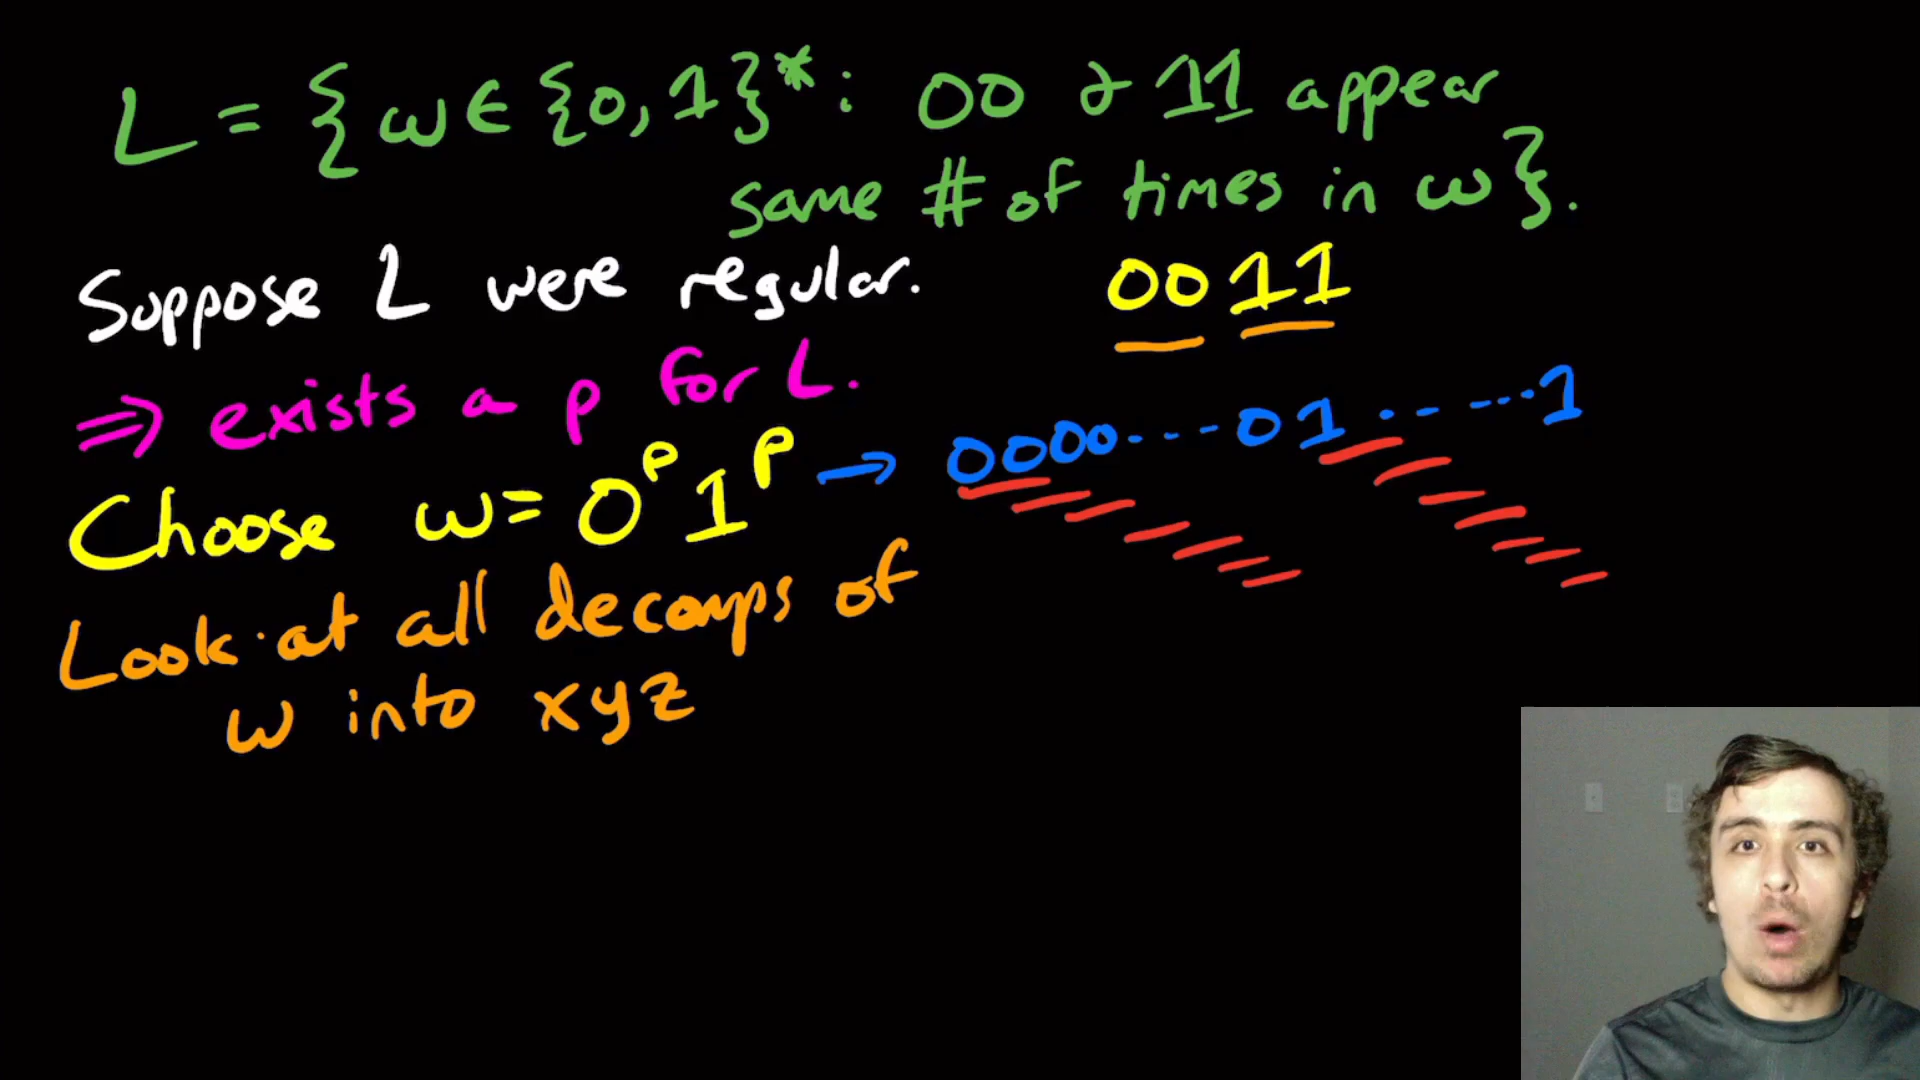 L = {w ∈ {0,1}*: 00 & 11 appear
same # of times in w}.
Suppose L were regular.
0011
⇒ exists a p for L.
Choose w = 0^p 1^p → 0000---01 ·-- --··1
Look at all decomps of
w into xyz